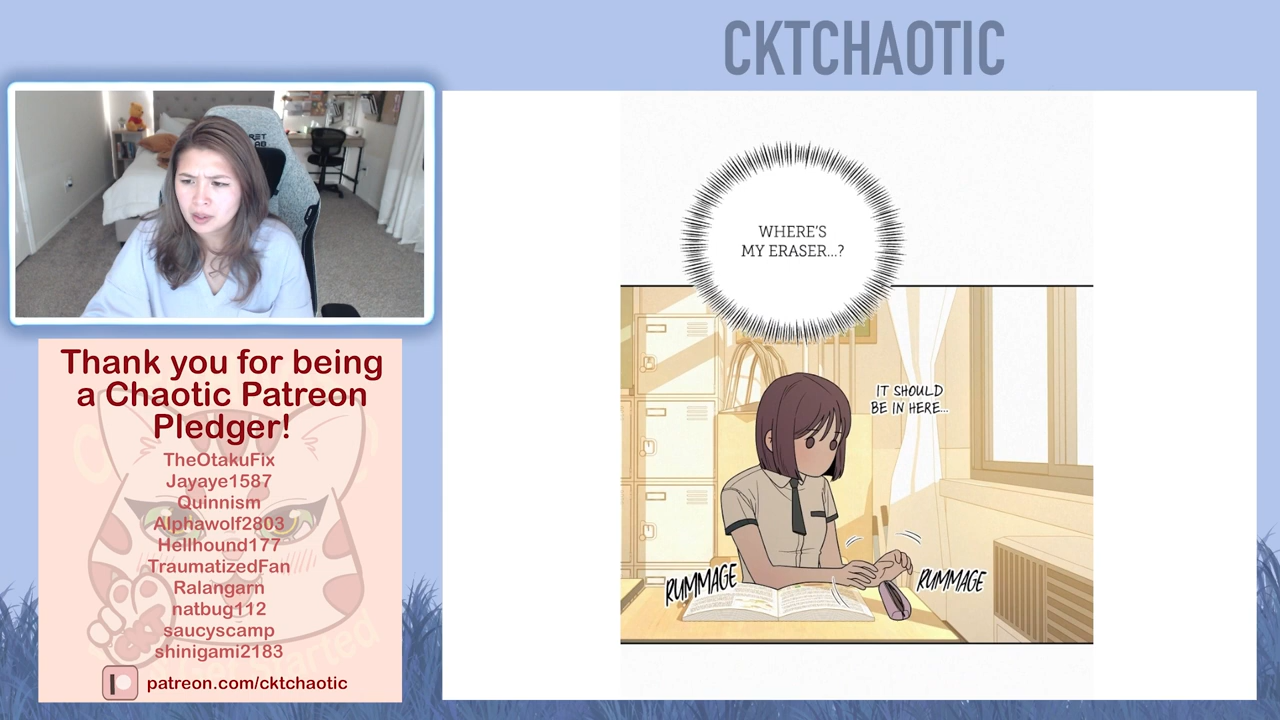 CKTCHAOTIC
WHERE'S
MY ERASER...?
IT SHOULD
BE IN HERE...
RUMMAGE
RUMMAGE
Thank you for being
a Chaotic Patreon
Pledger!
TheOtakuFix
Jayaye1587
Quinnism
Alphawolf2803
Hellhound177
TraumatizedFan
Ralangarn
natbug112
saucyscamp
shinigami2183
patreon.com/cktchaotic